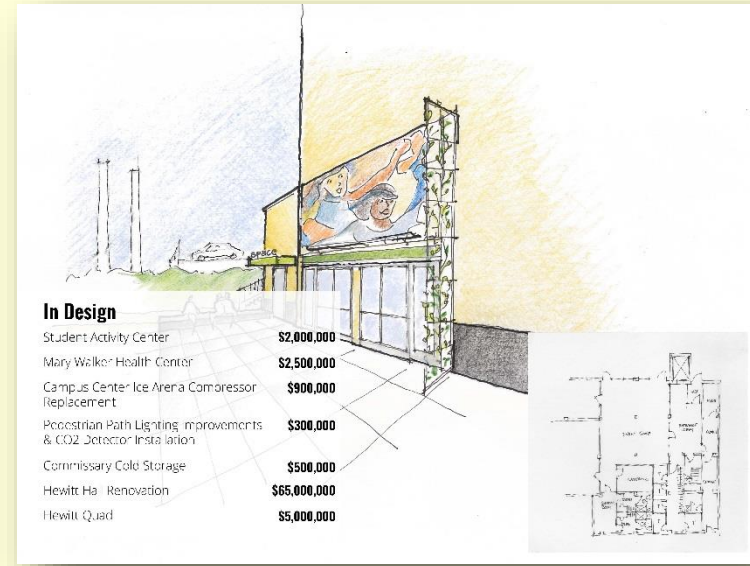 space
In Design
Student Activity Center $2,000,000
Mary Walker Health Center $2,500,000
Campus Center Ice Arena Compressor $900,000
Replacement
Pedestrian Path Lighting Improvements $300,000
& CO2 Detector Installation
Commissary Cold Storage $500,000
Hewitt Hall Renovation $65,000,000
Hewitt Quad $5,000,000